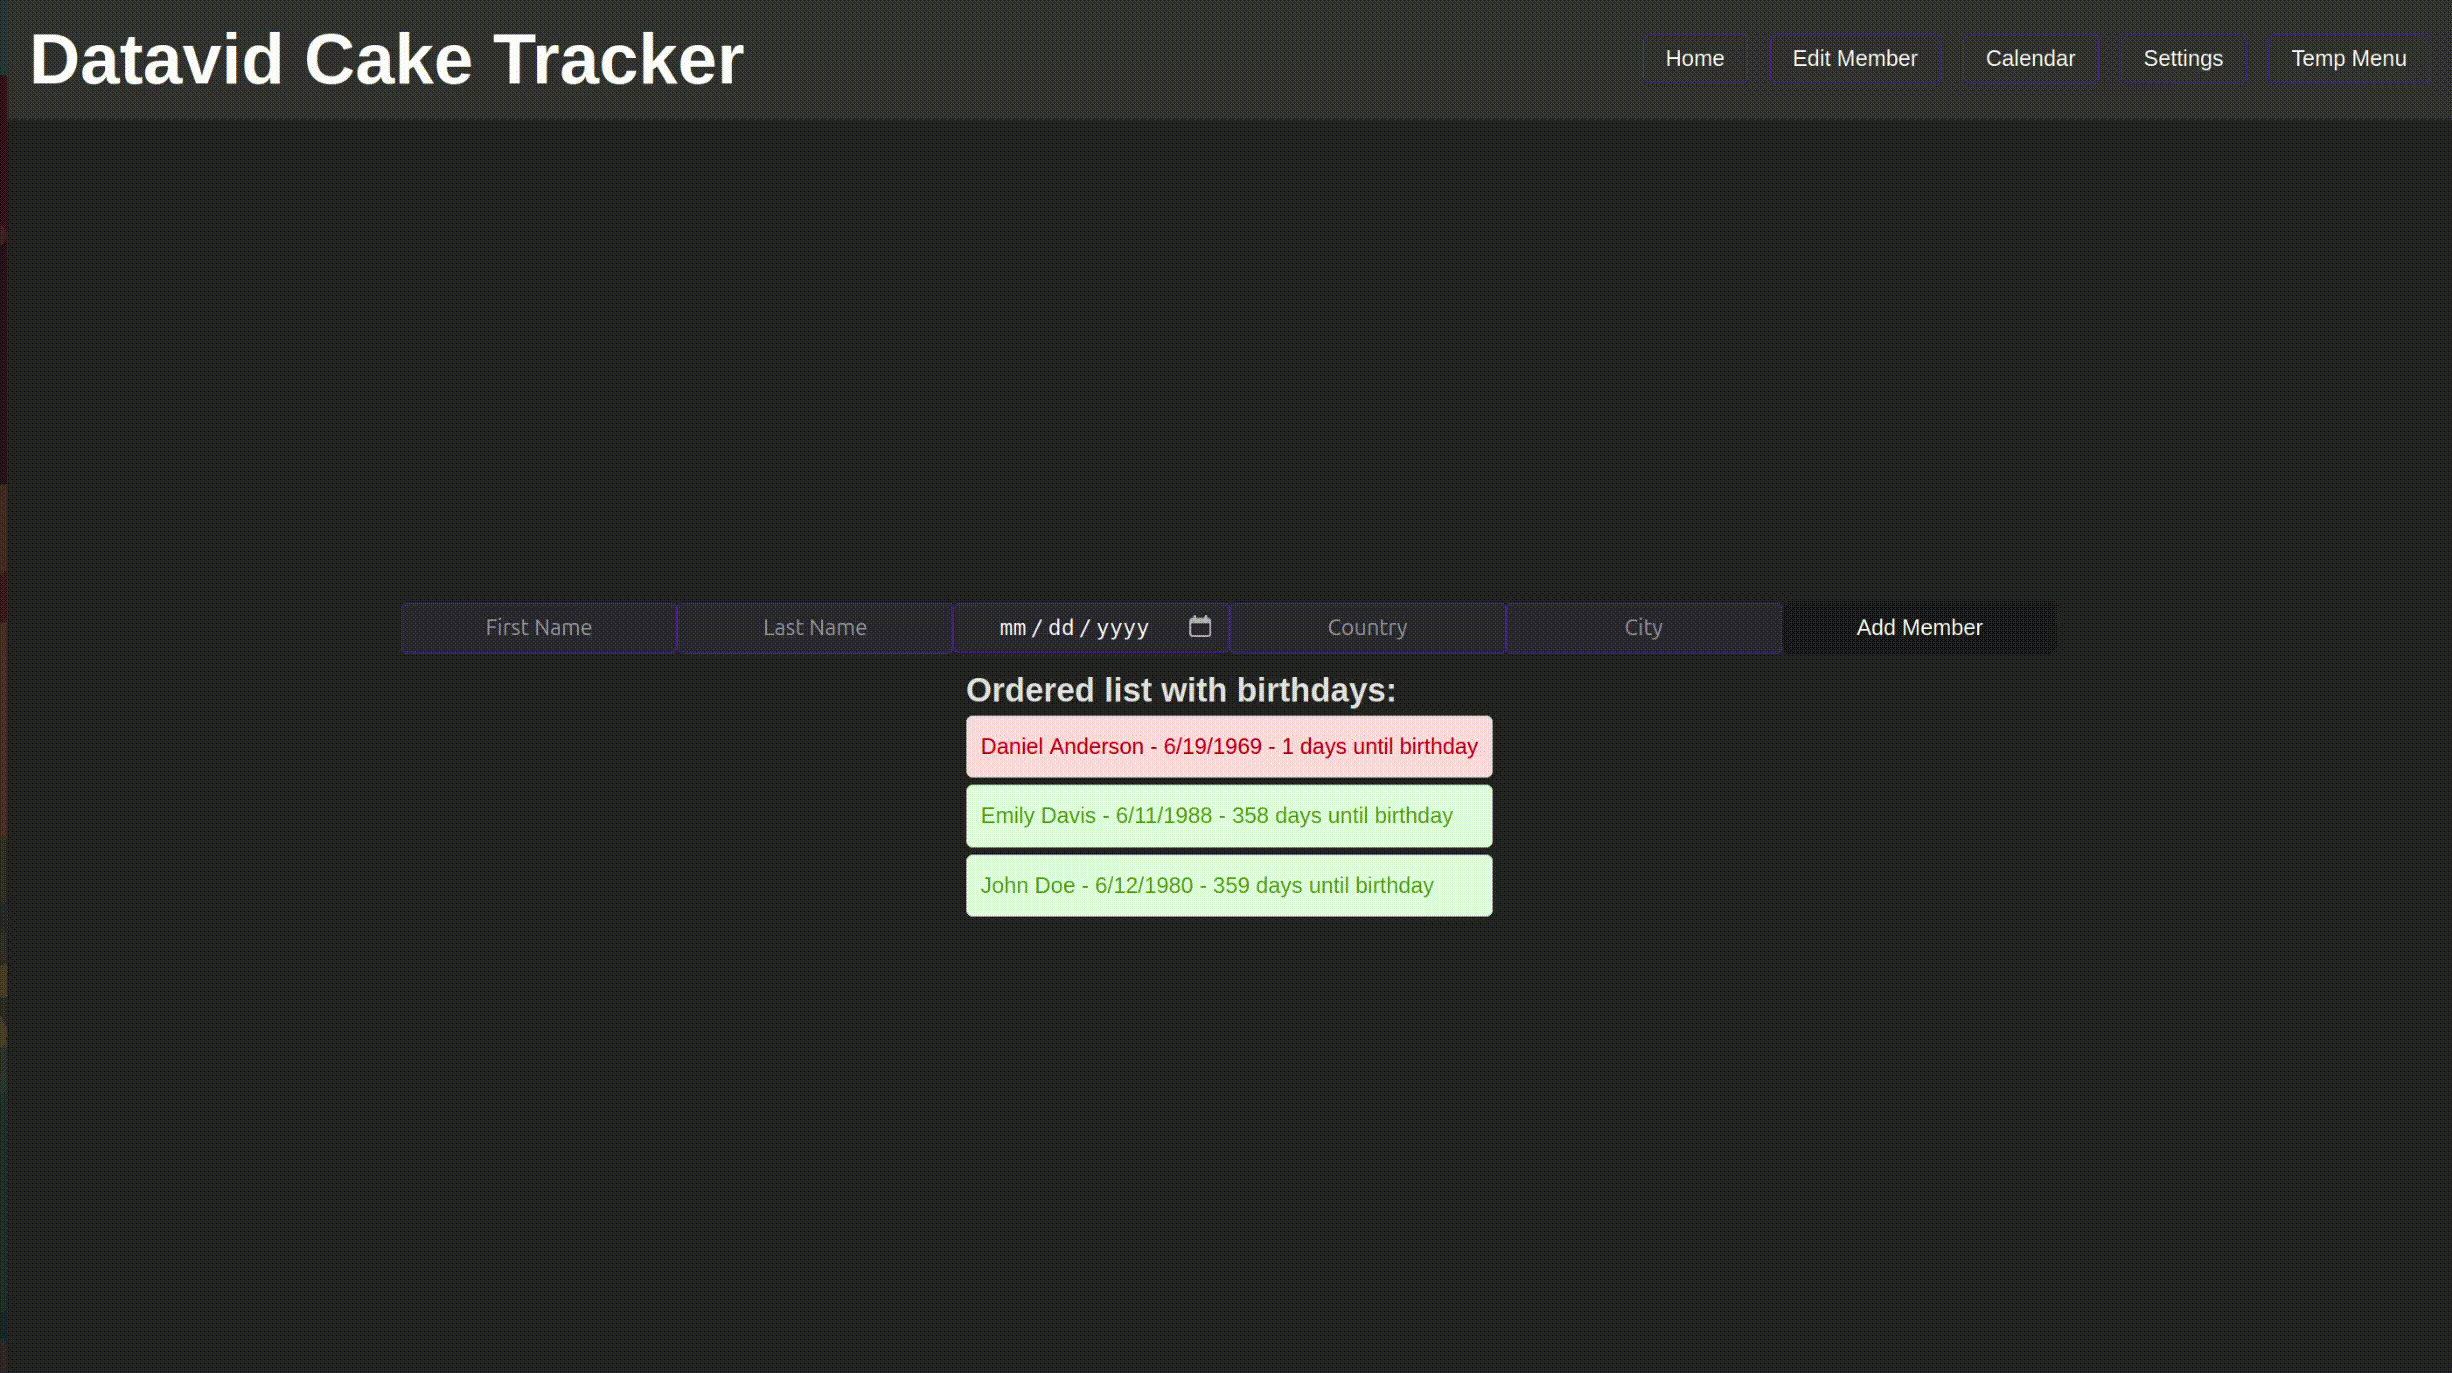 Datavid Cake Tracker
Home Edit Member Calendar Settings Temp Menu
First Name Last Name mm/dd/yyyy Country City Add Member
Ordered list with birthdays:
Daniel Anderson - 6/19/1969 - 1 days until birthday
Emily Davis - 6/11/1988 - 358 days until birthday
John Doe - 6/12/1980 - 359 days until birthday